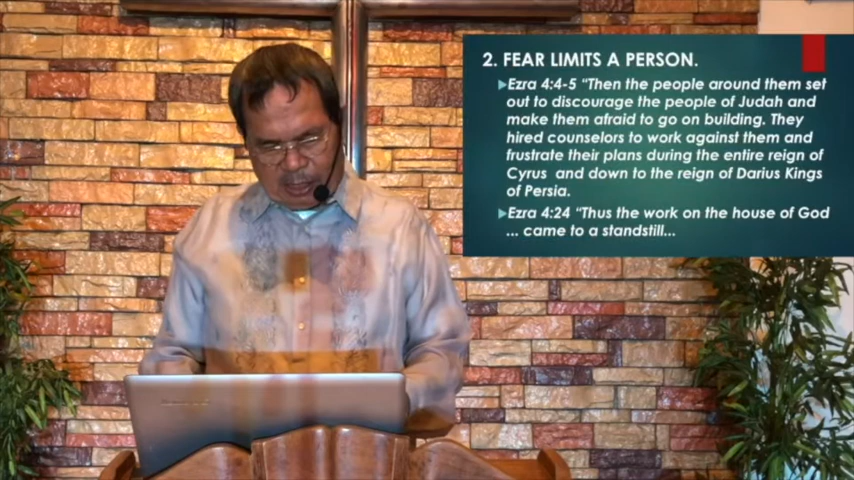 2. FEAR LIMITS A PERSON.
Ezra 4:4-5 "Then the people around them set
out to discourage the people of Judah and
make them afraid to go on building. They
hired counselors to work against them and
frustrate their plans during the entire reign of
Cyrus and down to the reign of Darius Kings
of Persia.
Ezra 4:24 "Thus the work on the house of God
... came to a standstill...